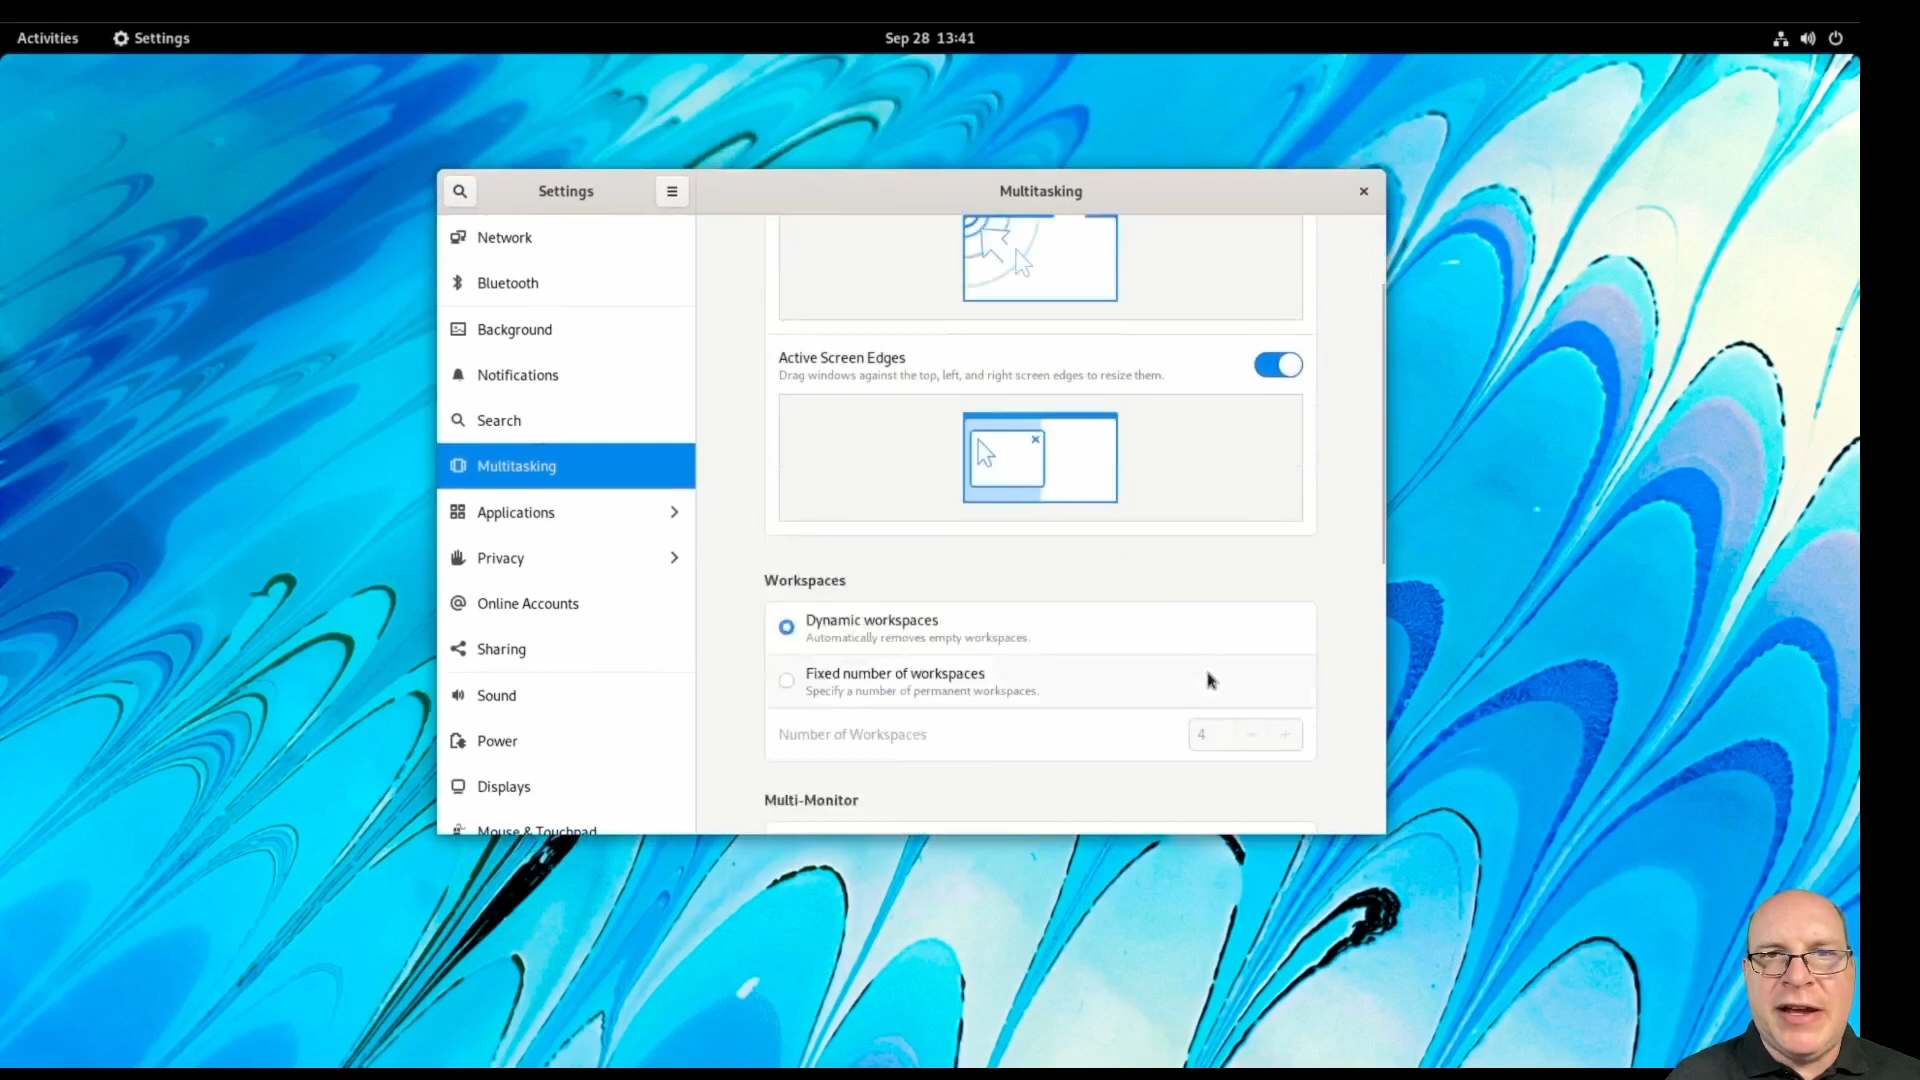 Activities
Settings
Sep 28 13:41
Settings
Multitasking
Network
Bluetooth
Background
Notifications
Search
Multitasking
Applications
Privacy
Online Accounts
Sharing
Sound
Power
Displays
Mouse & Touchpad
Active Screen Edges
Drag windows against the top, left, and right screen edges to resize them.
Workspaces
Dynamic workspaces
Automatically removes empty workspaces.
Fixed number of workspaces
Specify a number of permanent workspaces.
Number of Workspaces
4
Multi-Monitor